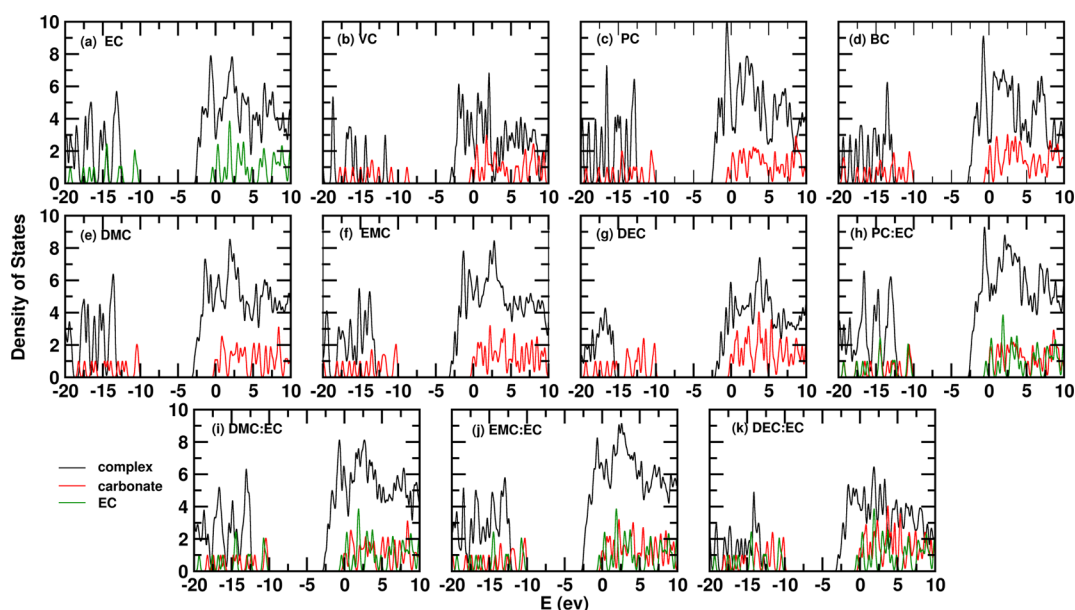 10
8
6
4
2
0
(a) EC
(b) VC
(c) PC
(d) BC
-20 -15 -10 -5 0 5 10 -20 -15 -10 -5 0 5 10 -20 -15 -10 -5 0 5 10 -20 -15 -10 -5 0 5 10
10
8
6
4
2
0
(e) DMC
(f) EMC
(g) DEC
(h) PC:EC
-20 -15 -10 -5 0 5 10 -20 -15 -10 -5 0 5 10 -20 -15 -10 -5 0 5 10 -20 -15 -10 -5 0 5 10
Density of States
10
8
6
4
2
0
(i) DMC:EC
(j) EMC:EC
(k) DEC:EC
complex
carbonate
EC
-20 -15 -10 -5 0 5 10 -20 -15 -10 -5 0 5 10 -20 -15 -10 -5 0 5 10
E (ev)